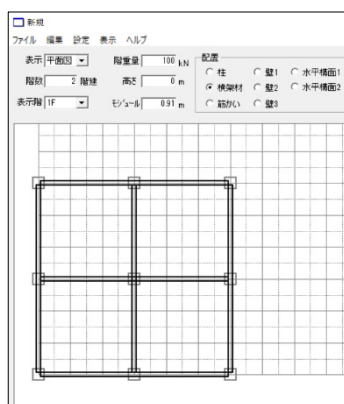 新規
ファイル 編集 設定 表示 ヘルプ
表示 平面図 階重量 100 kN 配置
階数 2 階建 高さ 0 m 柱 壁1 水平構面1
表示階 1F モジュール 0.91 m 横架材 壁2 水平構面2
筋かい 壁3